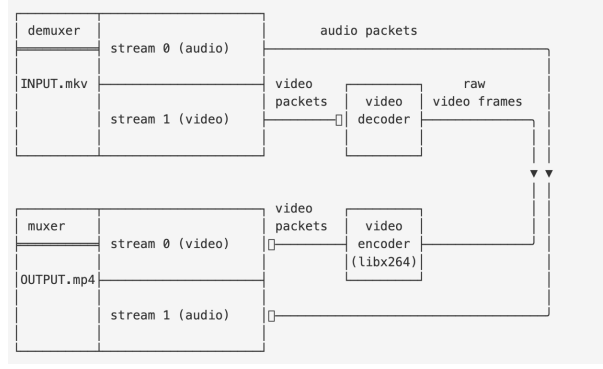 demuxer
audio packets
stream 0 (audio)
INPUT.mkv
video
packets
raw
video
video frames
stream 1 (video)
decoder
video
packets
muxer
video
stream 0 (video)
encoder
(libx264)
OUTPUT.mp4
stream 1 (audio)